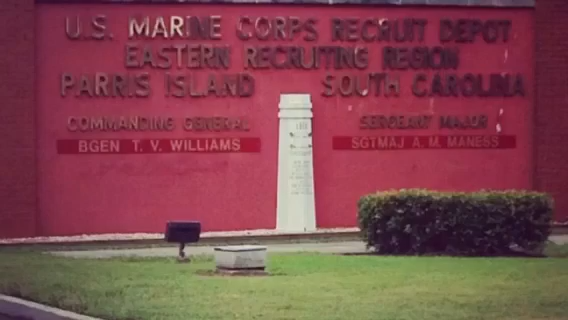 U.S. MARINE CORPS RECRUIT DEPOT
EASTERN RECRUITING REGION
PARRIS ISLAND SOUTH CAROLINA
COMMANDING GENERAL
BGEN T. V. WILLIAMS
SERGEANT MAJOR
SGTMAJ A. M. MANESS